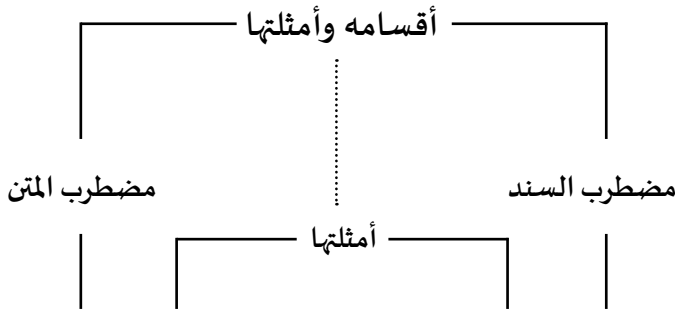 أقسامه وأمثلتها
مضطرب السند
مضطرب المتن
أمثلتها